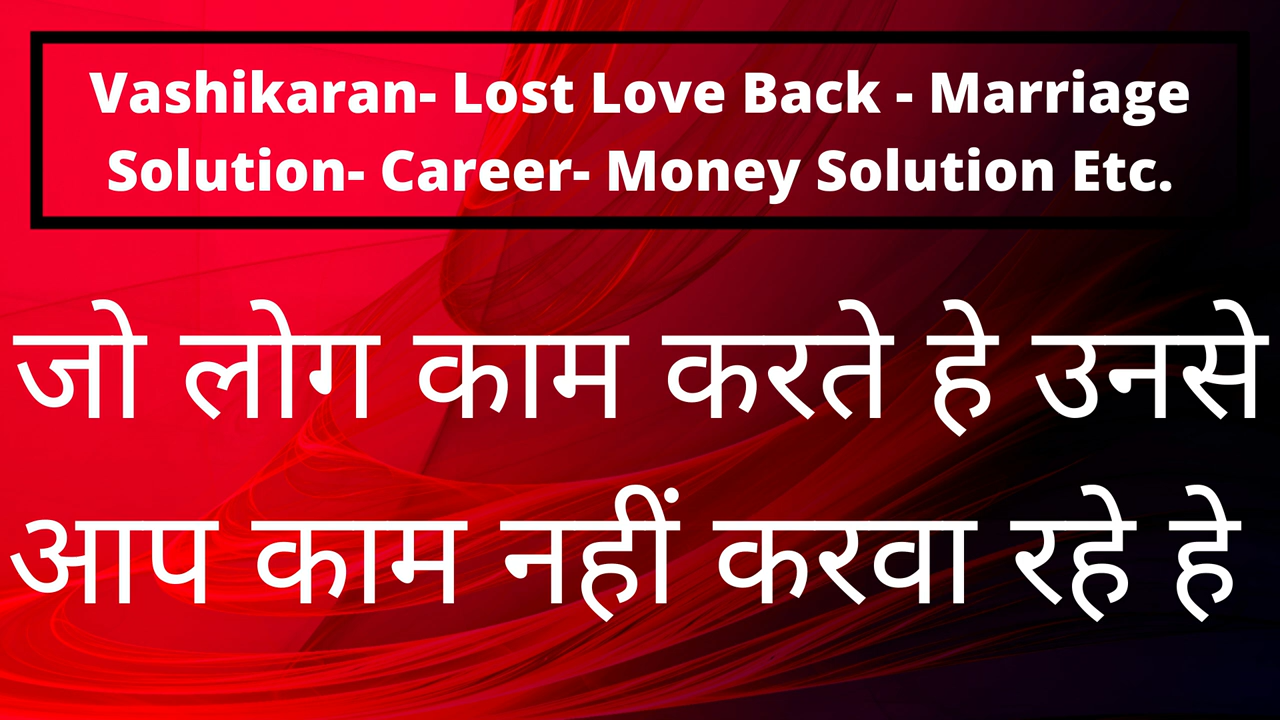 Vashikaran- Lost Love Back - Marriage
Solution- Career- Money Solution Etc.
जो लोग काम करते हे उनसे
आप काम नहीं करवा रहे हे